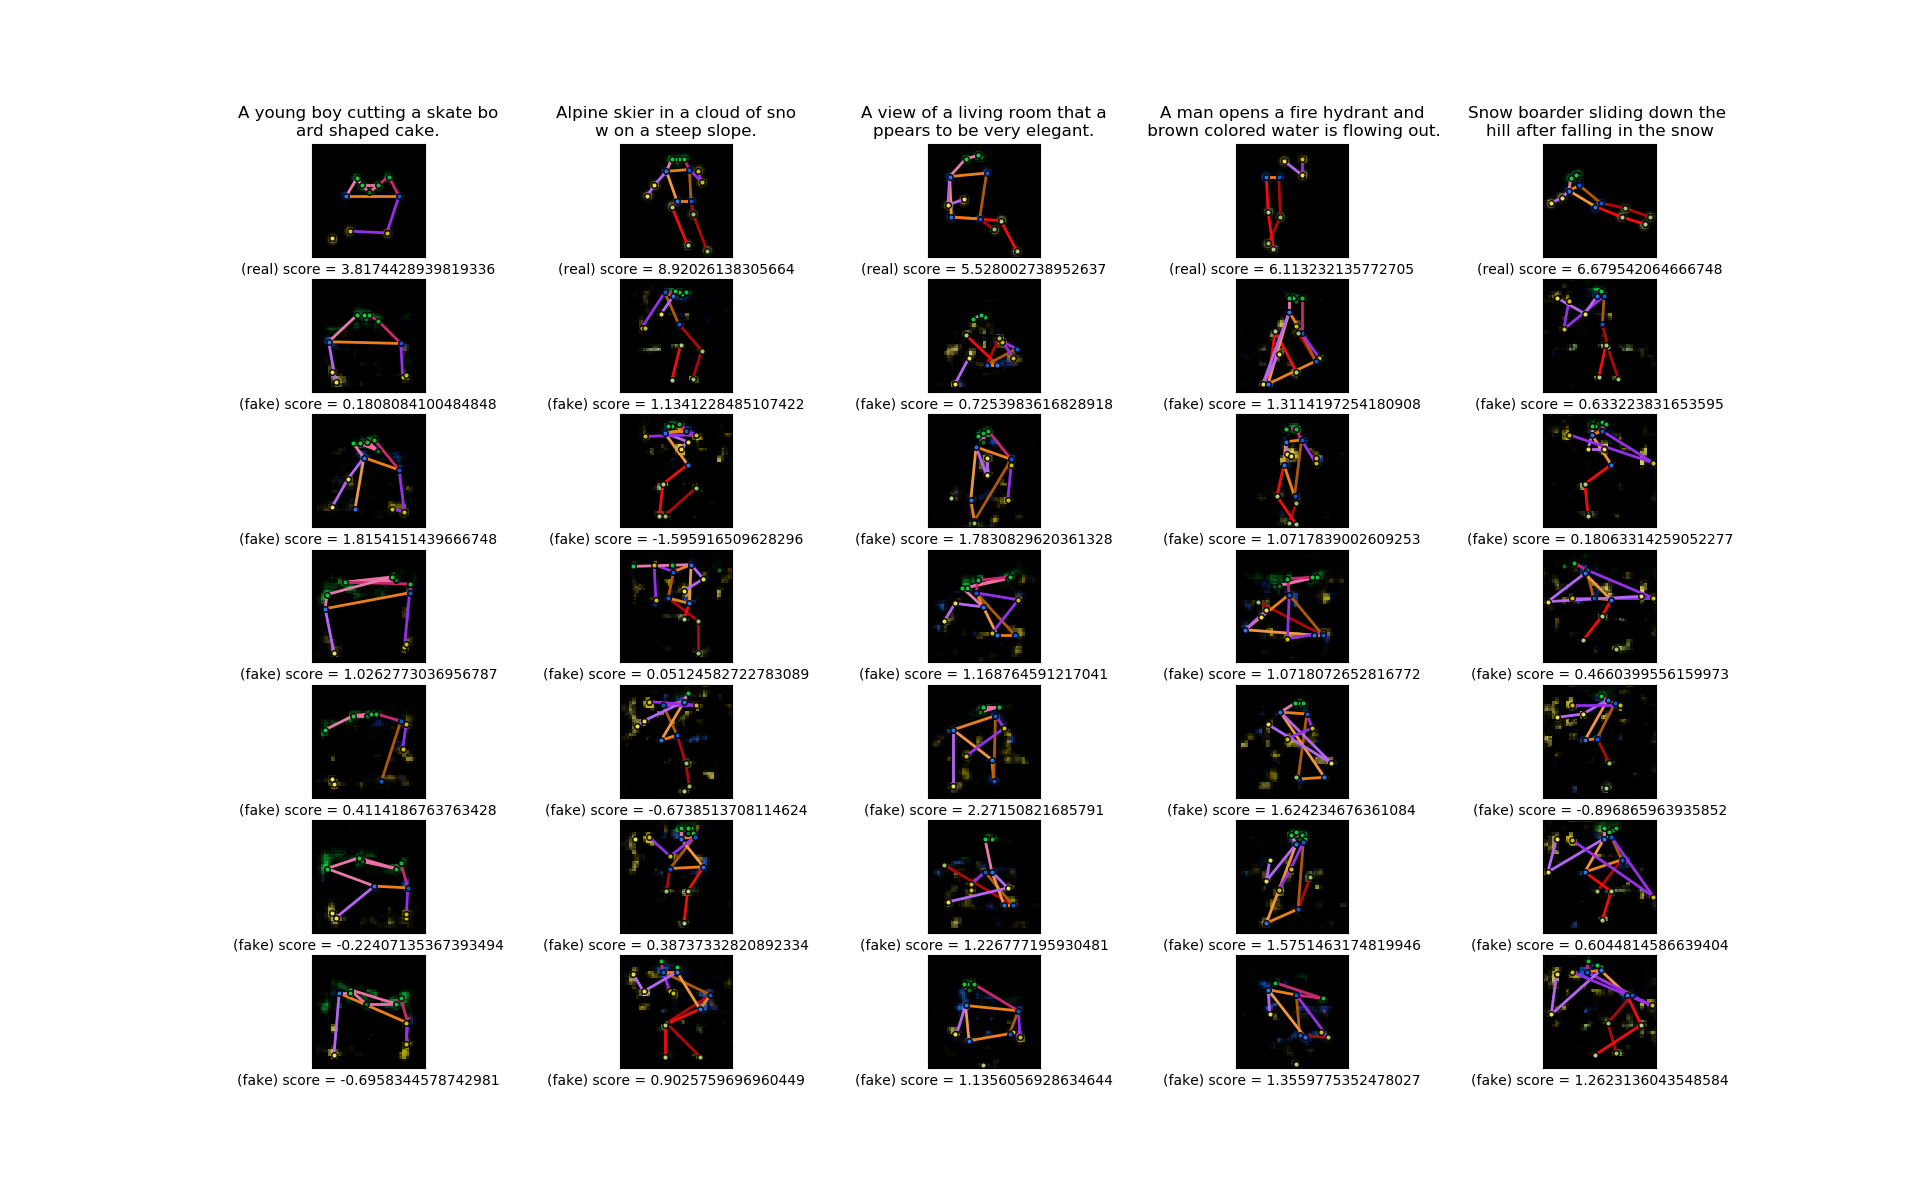 A young boy cutting a skate bo
ard shaped cake.
Alpine skier in a cloud of sno
w on a steep slope.
A view of a living room that a
ppears to be very elegant.
A man opens a fire hydrant and
brown colored water is flowing out.
Snow boarder sliding down the
hill after falling in the snow
(real) score = 3.8174428939819336
(real) score = 8.92026138305664
(real) score = 5.528002738952637
(real) score = 6.113232135772705
(real) score = 6.679542064666748
(fake) score = 0.1808084100484848
(fake) score = 1.1341228485107422
(fake) score = 0.7253983616828918
(fake) score = 1.3114197254180908
(fake) score = 0.633223831653595
(fake) score = 1.8154151439666748
(fake) score = -1.595916509628296
(fake) score = 1.7830829620361328
(fake) score = 1.0717839002609253
(fake) score = 0.18063314259052277
(fake) score = 1.0262773036956787
(fake) score = 0.05124582722783089
(fake) score = 1.168764591217041
(fake) score = 1.0718072652816772
(fake) score = 0.4660399556159973
(fake) score = 0.4114186763763428
(fake) score = -0.6738513708114624
(fake) score = 2.27150821685791
(fake) score = 1.624234676361084
(fake) score = -0.896865963935852
(fake) score = -0.22407135367393494
(fake) score = 0.38737332820892334
(fake) score = 1.226777195930481
(fake) score = 1.5751463174819946
(fake) score = 0.6044814586639404
(fake) score = -0.6958344578742981
(fake) score = 0.9025759696960449
(fake) score = 1.1356056928634644
(fake) score = 1.3559775352478027
(fake) score = 1.2623136043548584